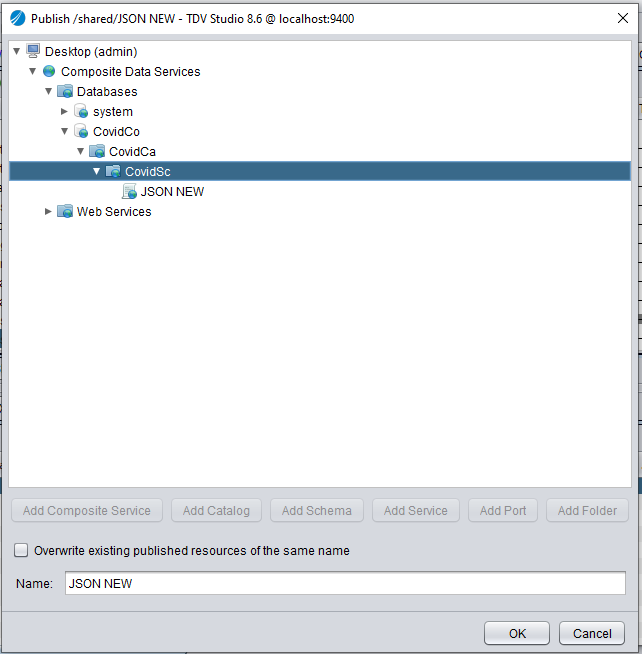 Publish /shared/JSON NEW - TDV Studio 8.6 @ localhost:9400
Desktop (admin)
Composite Data Services
Databases
system
CovidCo
CovidCa
CovidSc
JSON NEW
Web Services
Add Composite Service Add Catalog Add Schema Add Service Add Port Add Folder
Overwrite existing published resources of the same name
Name: JSON NEW
OK Cancel